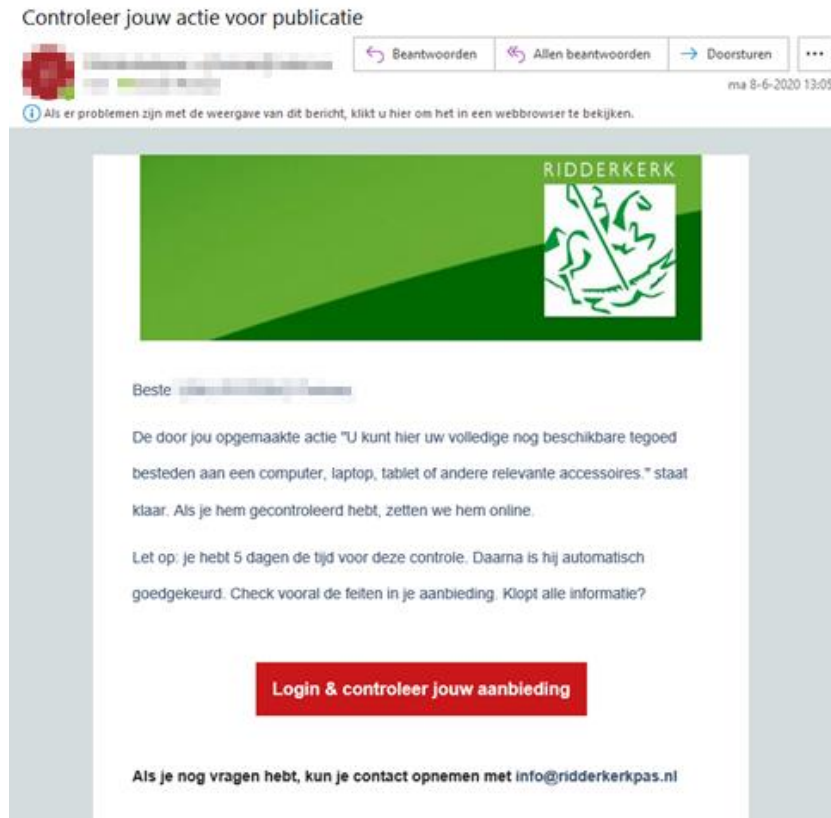 Controleer jouw actie voor publicatie
Beantwoorden
Allen beantwoorden
Doorsturen
ma 8-6-2020 13:05
Als er problemen zijn met de weergave van dit bericht, klikt u hier om het in een webbrowser te bekijken.
RIDDERKERK
Beste
De door jou opgemaakte actie "U kunt hier uw volledige nog beschikbare tegoed
besteden aan een computer, laptop, tablet of andere relevante accessoires." staat
klaar. Als je hem gecontroleerd hebt, zetten we hem online.
Let op: je hebt 5 dagen de tijd voor deze controle. Daarna is hij automatisch
goedgekeurd. Check vooral de feiten in je aanbieding. Klopt alle informatie?
Login & controleer jouw aanbieding
Als je nog vragen hebt, kun je contact opnemen met info@ridderkerkpas.nl